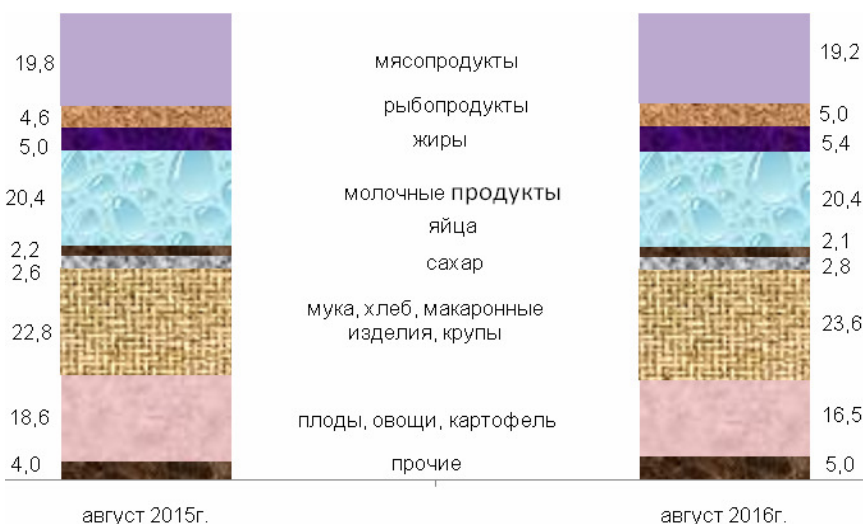 19,8 мясопродукты 19,2
4,6 рыбопродукты 5,0
5,0 жиры 5,4
20,4 молочные продукты 20,4
2,2 яйца 2,1
2,6 сахар 2,8
22,8 мука, хлеб, макаронные 23,6
изделия, крупы
18,6 плоды, овощи, картофель 16,5
4,0 прочие 5,0
август 2015г. август 2016г.